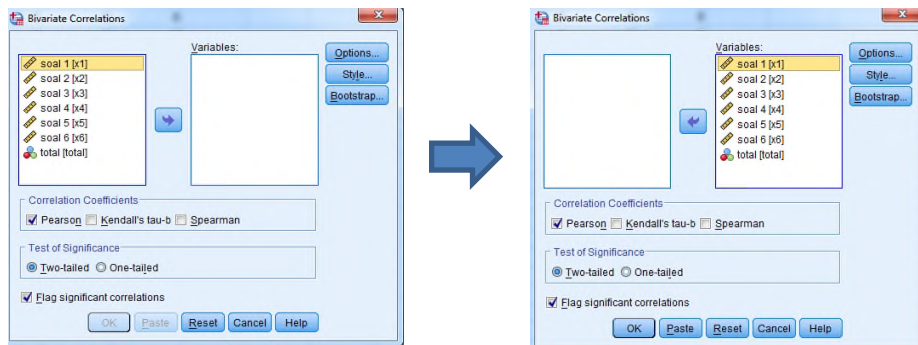 Bivariate Correlations
Variables:
soal 1 [x1]
soal 2 [x2]
soal 3 [x3]
soal 4 [x4]
soal 5 [x5]
soal 6 [x6]
total [total]
Options...
Style...
Bootstrap...
Correlation Coefficients
Pearson Kendall's tau-b Spearman
Test of Significance
Two-tailed One-tailed
Flag significant correlations
OK Paste Reset Cancel Help
Bivariate Correlations
Variables:
soal 1 [x1]
soal 2 [x2]
soal 3 [x3]
soal 4 [x4]
soal 5 [x5]
soal 6 [x6]
total [total]
Options...
Style...
Bootstrap...
Correlation Coefficients
Pearson Kendall's tau-b Spearman
Test of Significance
Two-tailed One-tailed
Flag significant correlations
OK Paste Reset Cancel Help